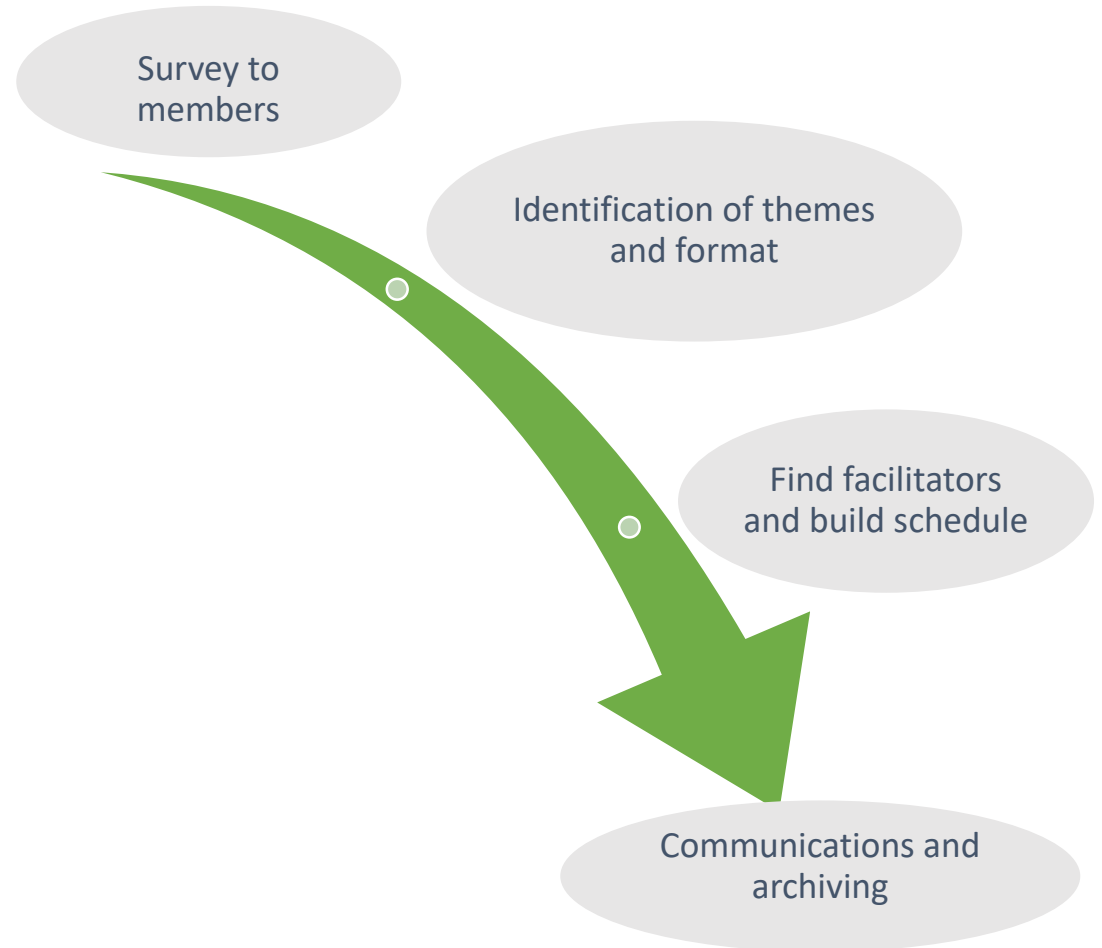 Survey to
members
Identification of themes
and format
Find facilitators
and build schedule
Communications and
archiving